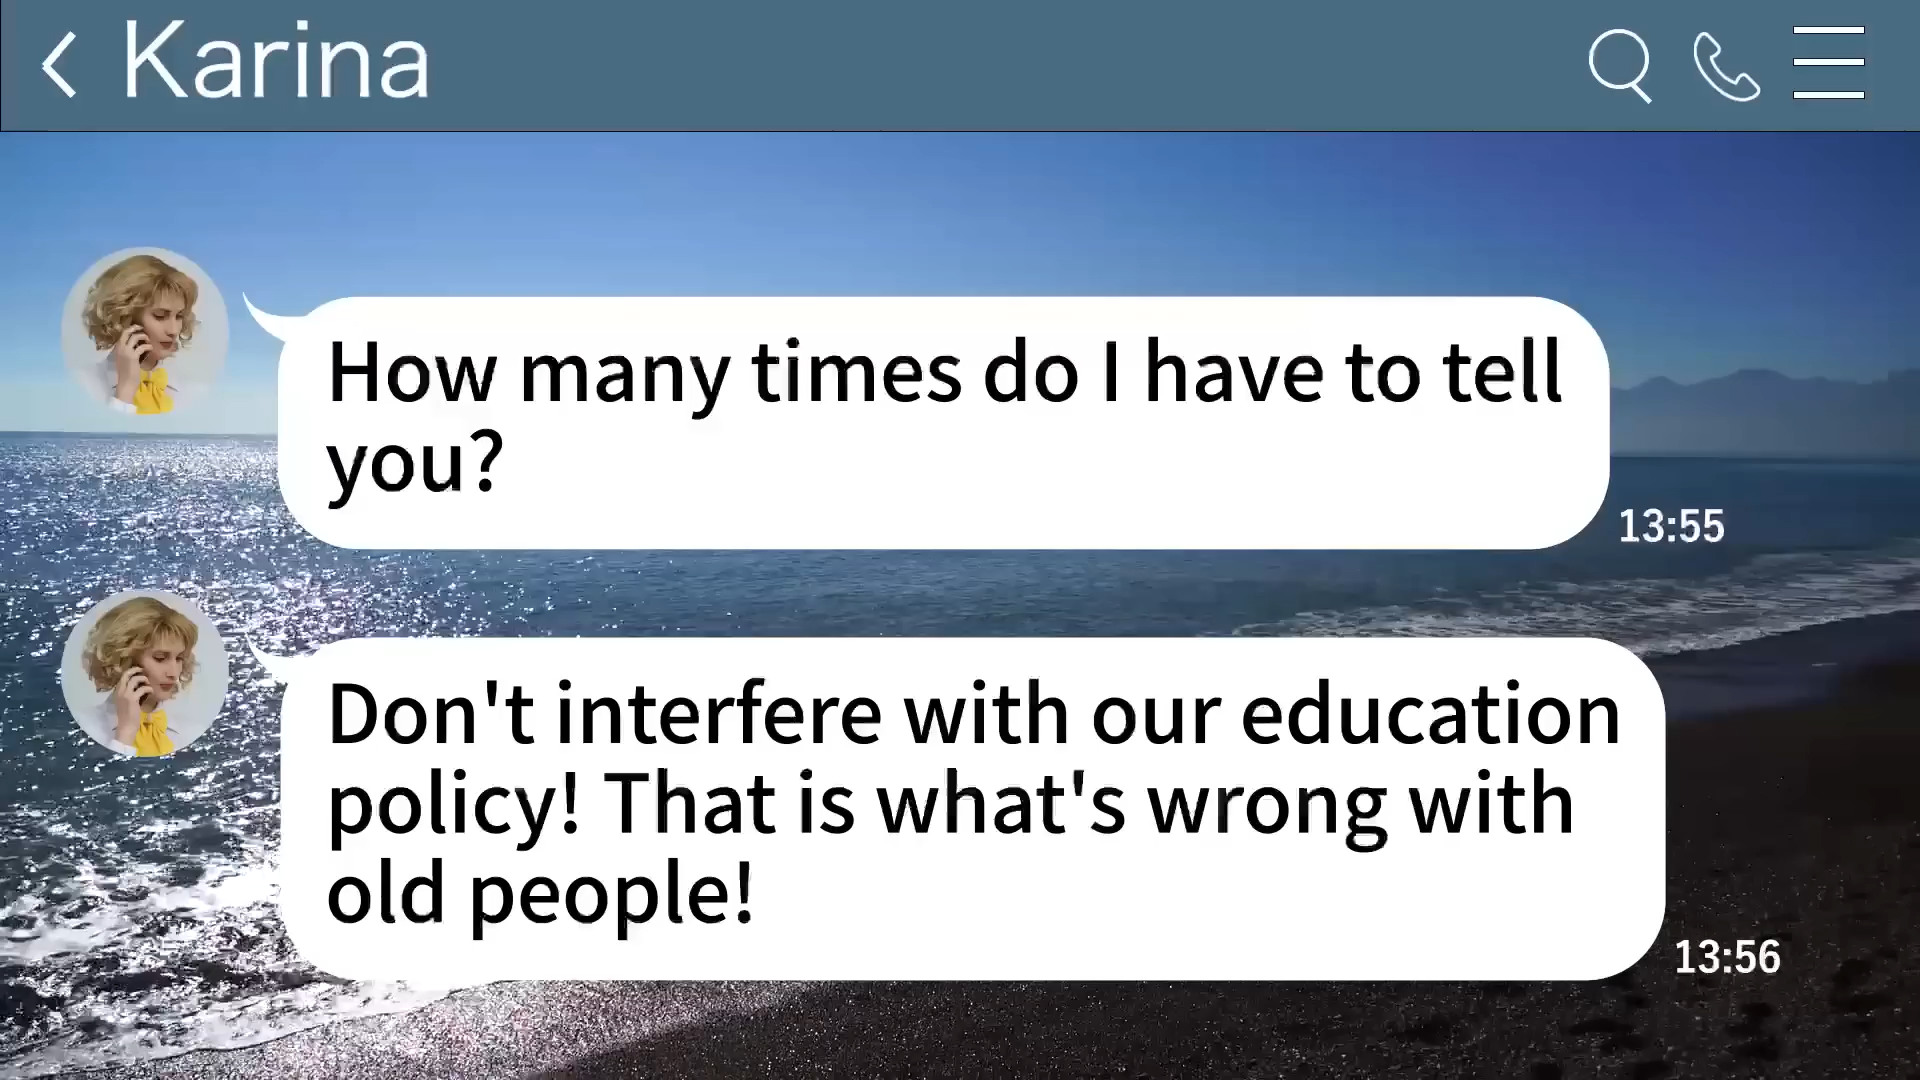 Karina
How many times do I have to tell
you?
13:55
Don't interfere with our education
policy! That is what's wrong with
old people!
13:56